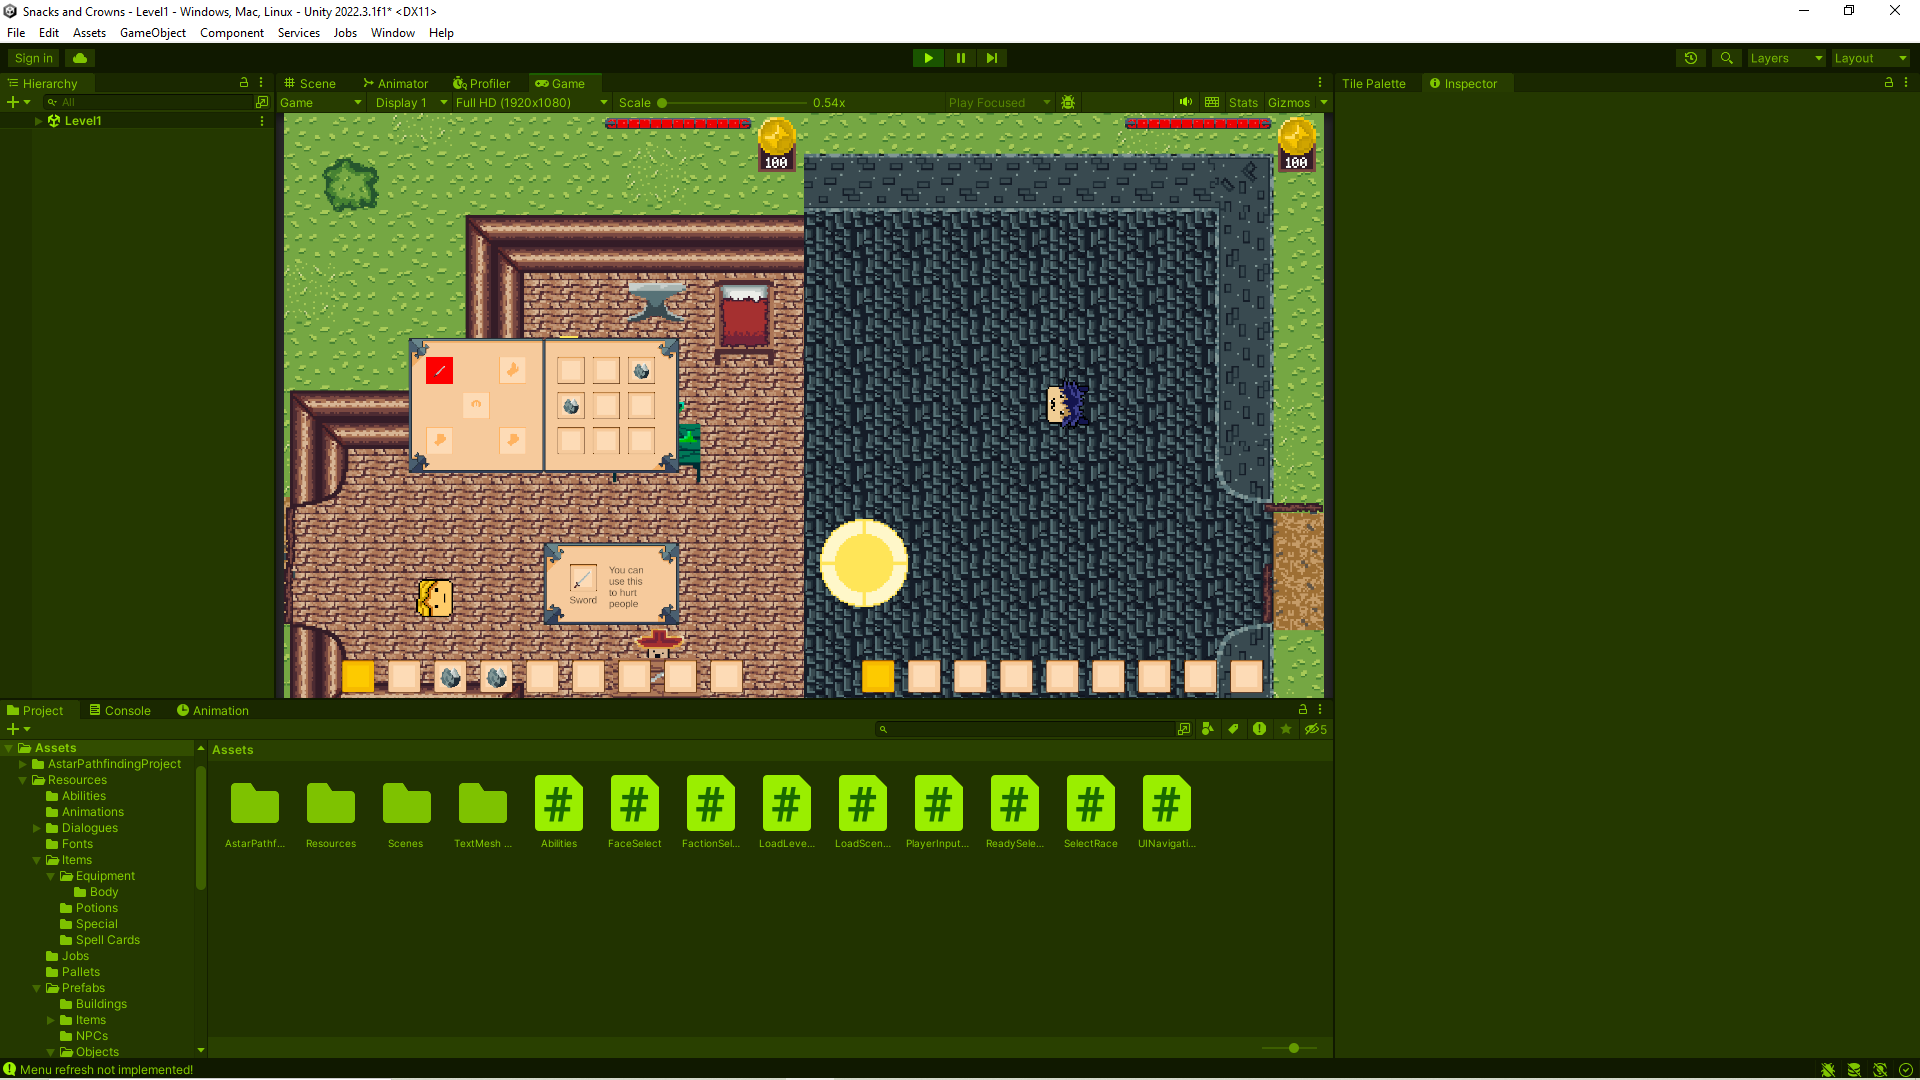 Snacks and Crowns - Level1 - Windows, Mac, Linux - Unity 2022.3.1f1* <DX11>
File Edit Assets GameObject Component Services Jobs Window Help
Sign in Layers Layout
Hierarchy Scene Animator Profiler Game Tile Palette Inspector
All Game Display 1 Full HD (1920x1080) Scale 0.54x Play Focused Stats Gizmos
Level1
100 100
You can
use this
to hurt
people
Sword
Project Console Animation
5
Assets
Assets
AstarPathfindingProject
Resources
Abilities
Animations
Dialogues
Fonts
Items
Equipment
Body
Potions
Special
Spell Cards
Jobs
Pallets
Prefabs
Buildings
Items
NPCs
Objects
# # # # # # # # #
AstarPathf... Resources Scenes TextMesh ... Abilities FaceSelect FactionSel... LoadLeve... LoadScen... PlayerInput... ReadySele... SelectRace UINavigati...
Menu refresh not implemented!